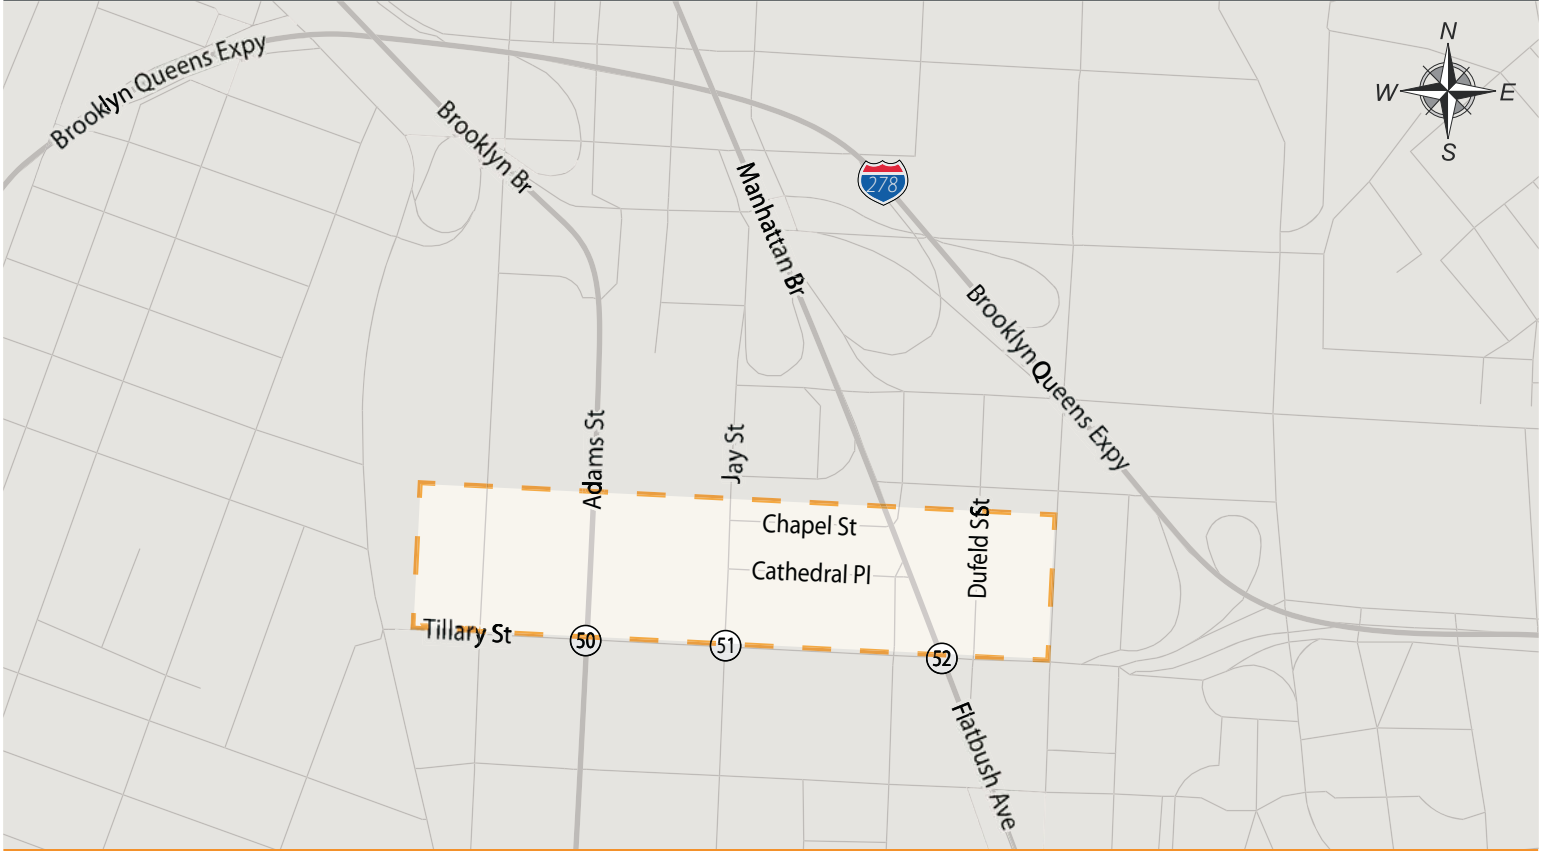 N
Brooklyn Queens Expy
W
E
Brooklyn Br
S
Manhattan Br
278
Brooklyn Queens Expy
Adams St
Jay St
Chapel St
Dufeld St
Cathedral Pl
Tillary St
50
51
52
Flatbush Ave